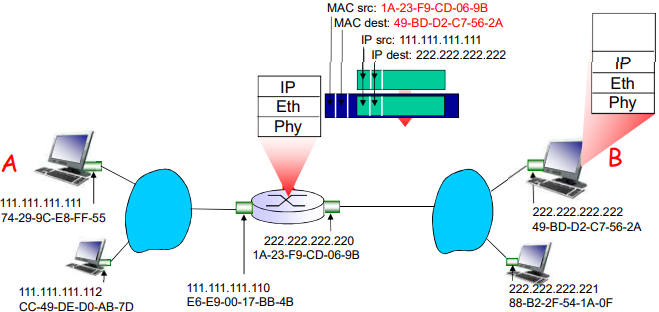 MAC src: 1A-23-F9-CD-06-9B
MAC dest: 49-BD-D2-C7-56-2A
IP src: 111.111.111.111
IP dest: 222.222.222.222
IP
Eth
Phy
IP
Eth
Phy
A
B
111.111.111.111
74-29-9C-E8-FF-55
222.222.222.222
49-BD-D2-C7-56-2A
222.222.222.220
1A-23-F9-CD-06-9B
111.111.111.112
CC-49-DE-D0-AB-7D
111.111.111.110
E6-E9-00-17-BB-4B
222.222.222.221
88-B2-2F-54-1A-0F